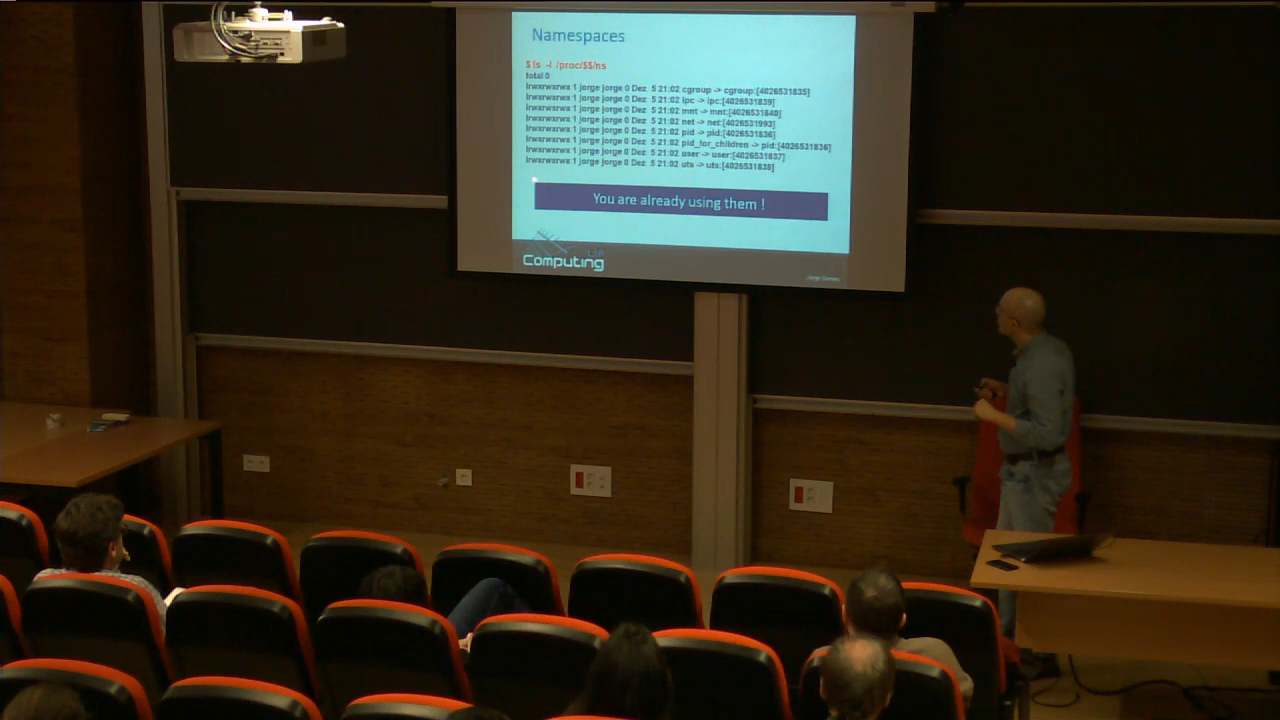 Namespaces
$ ls -l /proc/$$/ns
total 0
lrwxrwxrwx 1 jorge jorge 0 Dez  5 21:02 cgroup -> cgroup:[4026531835]
lrwxrwxrwx 1 jorge jorge 0 Dez  5 21:02 ipc -> ipc:[4026531839]
lrwxrwxrwx 1 jorge jorge 0 Dez  5 21:02 mnt -> mnt:[4026531840]
lrwxrwxrwx 1 jorge jorge 0 Dez  5 21:02 net -> net:[4026531993]
lrwxrwxrwx 1 jorge jorge 0 Dez  5 21:02 pid -> pid:[4026531836]
lrwxrwxrwx 1 jorge jorge 0 Dez  5 21:02 pid_for_children -> pid:[4026531836]
lrwxrwxrwx 1 jorge jorge 0 Dez  5 21:02 user -> user:[4026531837]
lrwxrwxrwx 1 jorge jorge 0 Dez  5 21:02 uts -> uts:[4026531838]
You are already using them !
LIP
Computing